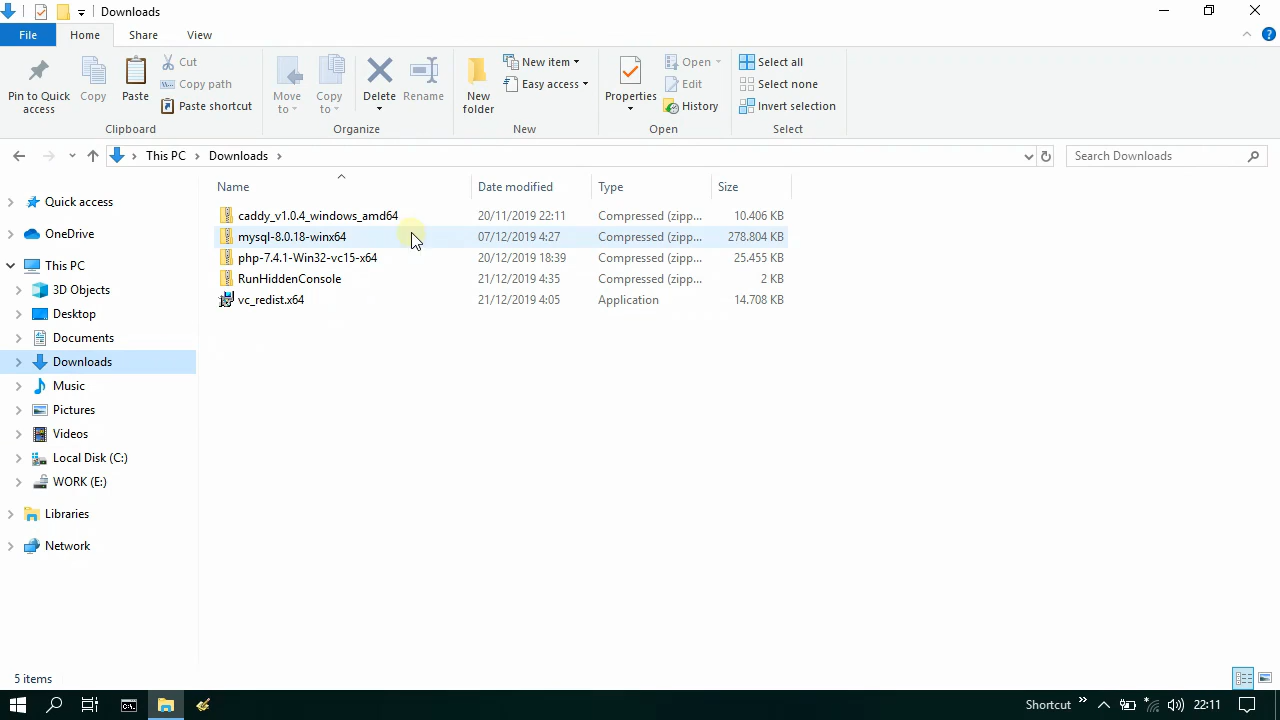 Downloads
File Home Share View
Pin to Quick access
Copy
Paste
Cut
Copy path
Paste shortcut
Clipboard
Move to
Copy to
Delete
Rename
Organize
New folder
New item
Easy access
New
Properties
Open
Edit
History
Open
Select all
Select none
Invert selection
Select
This PC Downloads
Search Downloads
Quick access
OneDrive
This PC
3D Objects
Desktop
Documents
Downloads
Music
Pictures
Videos
Local Disk (C:)
WORK (E:)
Libraries
Network
Name Date modified Type Size
caddy_v1.0.4_windows_amd64 20/11/2019 22:11 Compressed (zipp... 10.406 KB
mysql-8.0.18-winx64 07/12/2019 4:27 Compressed (zipp... 278.804 KB
php-7.4.1-Win32-vc15-x64 20/12/2019 18:39 Compressed (zipp... 25.455 KB
RunHiddenConsole 21/12/2019 4:35 Compressed (zipp... 2 KB
vc_redist.x64 21/12/2019 4:05 Application 14.708 KB
5 items
Shortcut 22:11